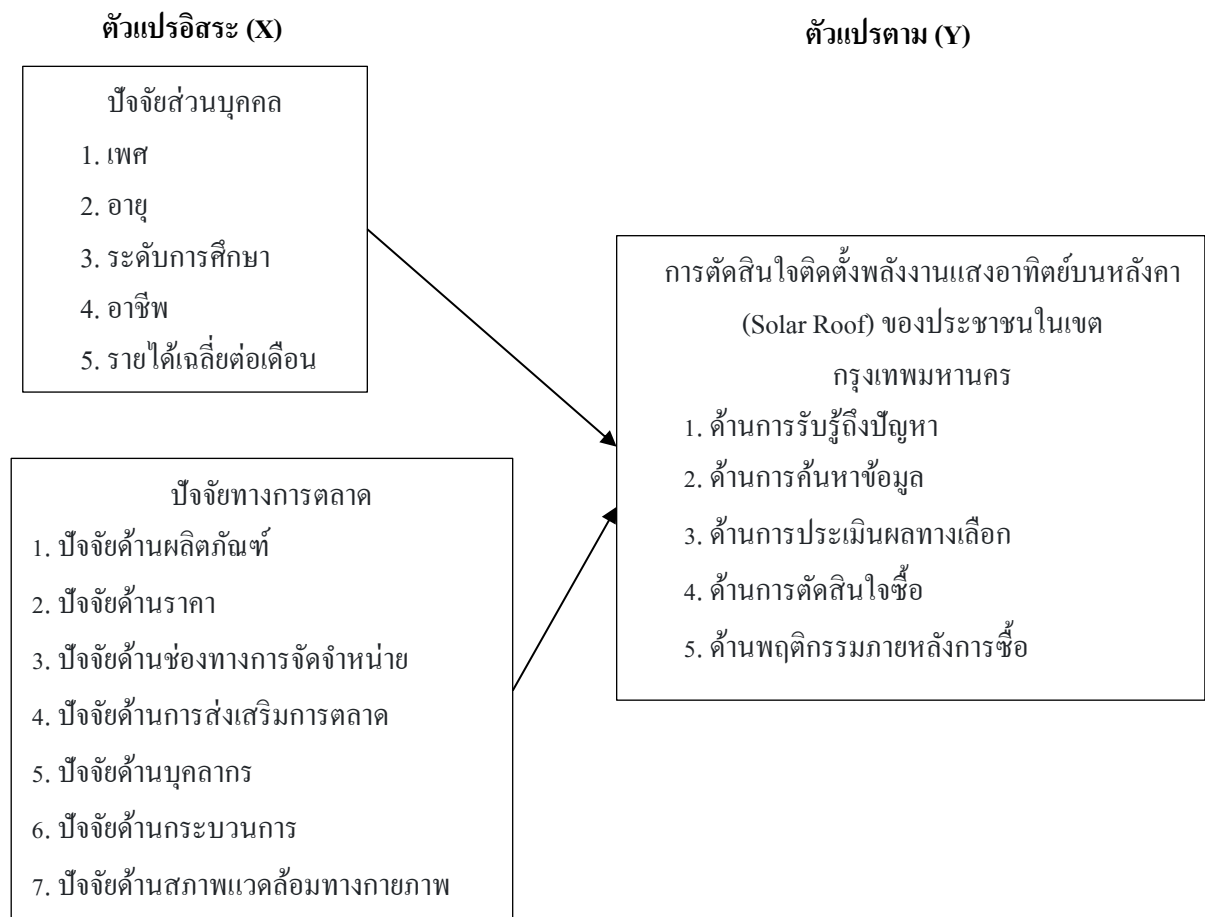 ตัวแปรอิสระ (X)
ปัจจัยส่วนบุคคล
1. เพศ
2. อายุ
3. ระดับการศึกษา
4. อาชีพ
5. รายได้เฉลี่ยต่อเดือน
ปัจจัยทางการตลาด
1. ปัจจัยด้านผลิตภัณฑ์
2. ปัจจัยด้านราคา
3. ปัจจัยด้านช่องทางการจัดจำหน่าย
4. ปัจจัยด้านการส่งเสริมการตลาด
5. ปัจจัยด้านบุคลากร
6. ปัจจัยด้านกระบวนการ
7. ปัจจัยด้านสภาพแวดล้อมทางกายภาพ
ตัวแปรตาม (Y)
การตัดสินใจติดตั้งพลังงานแสงอาทิตย์บนหลังคา
(Solar Roof) ของประชาชนในเขต
กรุงเทพมหานคร
1. ด้านการรับรู้ถึงปัญหา
2. ด้านการค้นหาข้อมูล
3. ด้านการประเมินผลทางเลือก
4. ด้านการตัดสินใจซื้อ
5. ด้านพฤติกรรมภายหลังการซื้อ